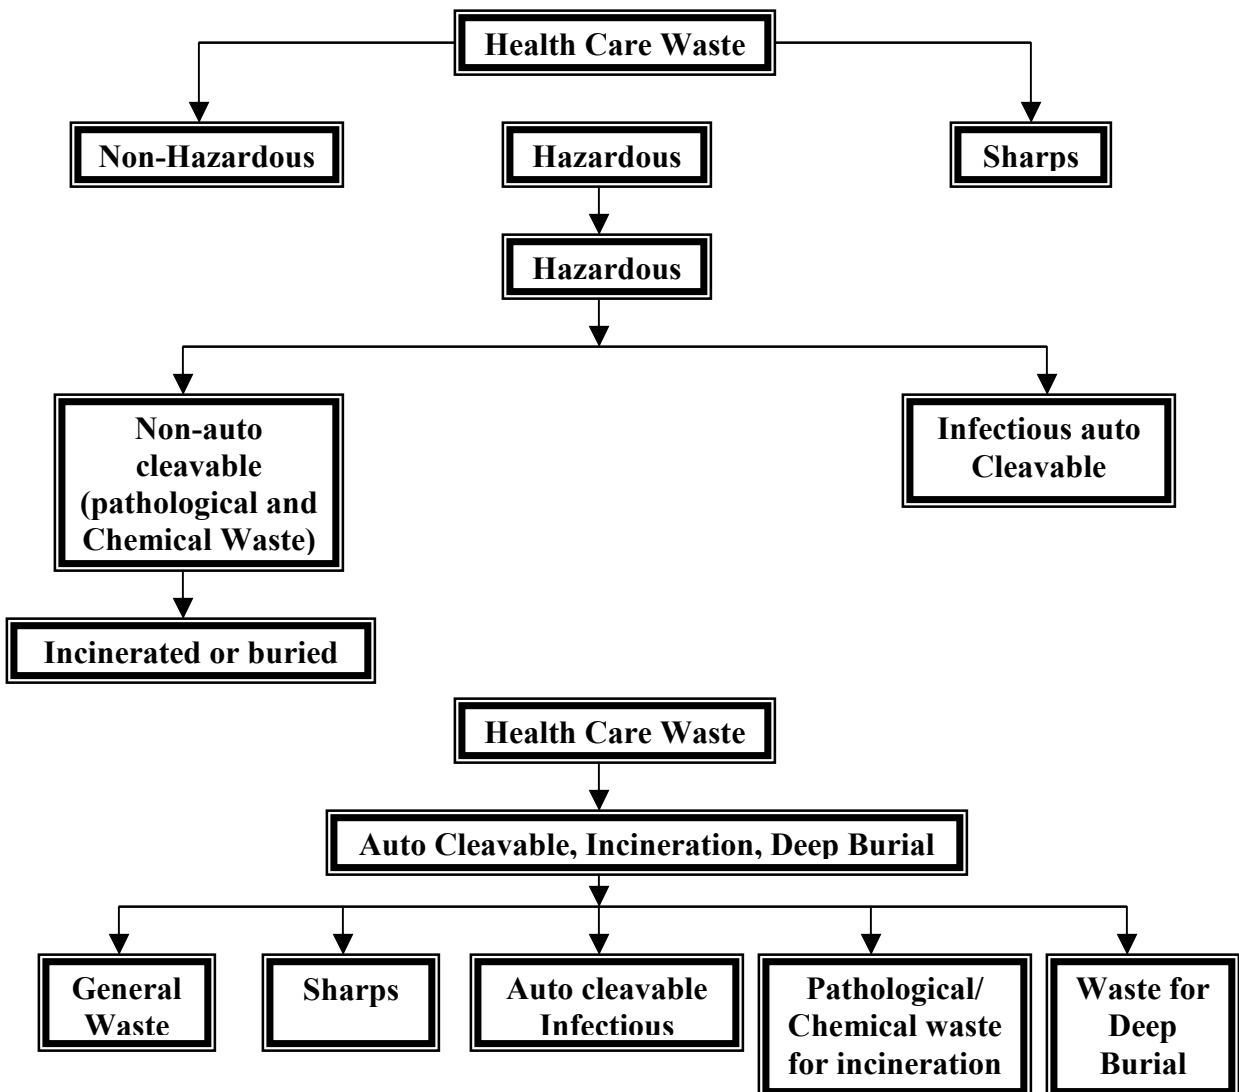 Health Care Waste
Non-Hazardous
Hazardous
Sharps
Hazardous
Non-auto
cleavable
(pathological and
Chemical Waste)
Infectious auto
Cleavable
Incinerated or buried
Health Care Waste
Auto Cleavable, Incineration, Deep Burial
General
Waste
Sharps
Auto cleavable
Infectious
Pathological/
Chemical waste
for incineration
Waste for
Deep
Burial